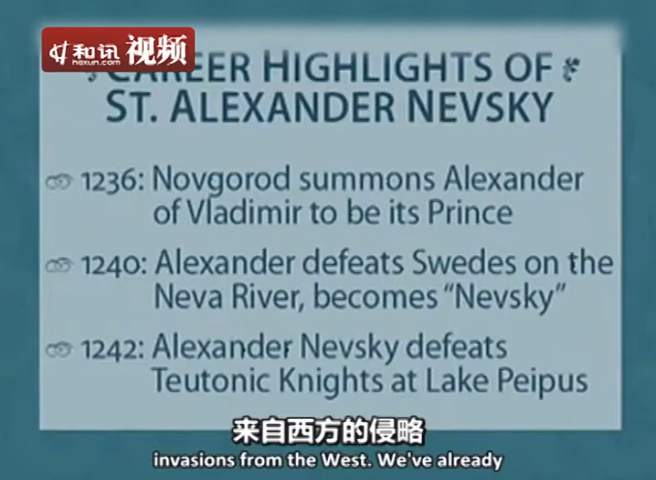 和讯视频
hexun.com
CAREER HIGHLIGHTS OF
ST. ALEXANDER NEVSKY
1236: Novgorod summons Alexander
of Vladimir to be its Prince
1240: Alexander defeats Swedes on the
Neva River, becomes “Nevsky”
1242: Alexander Nevsky defeats
Teutonic Knights at Lake Peipus
来自西方的侵略
invasions from the West. We've already